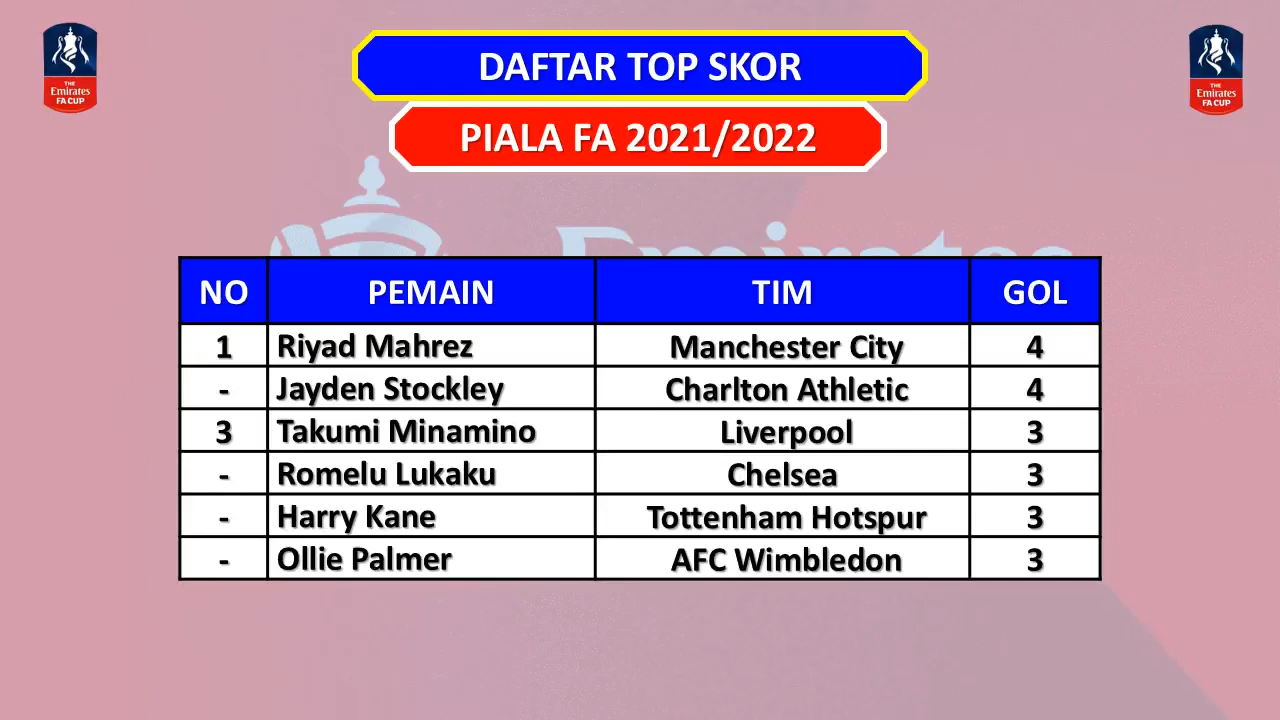 THE
Emirates
FA CUP
DAFTAR TOP SKOR
THE
Emirates
FA CUP
PIALA FA 2021/2022
Emirates
NO PEMAIN TIM GOL
1 Riyad Mahrez Manchester City 4
- Jayden Stockley Charlton Athletic 4
3 Takumi Minamino Liverpool 3
- Romelu Lukaku Chelsea 3
- Harry Kane Tottenham Hotspur 3
- Ollie Palmer AFC Wimbledon 3